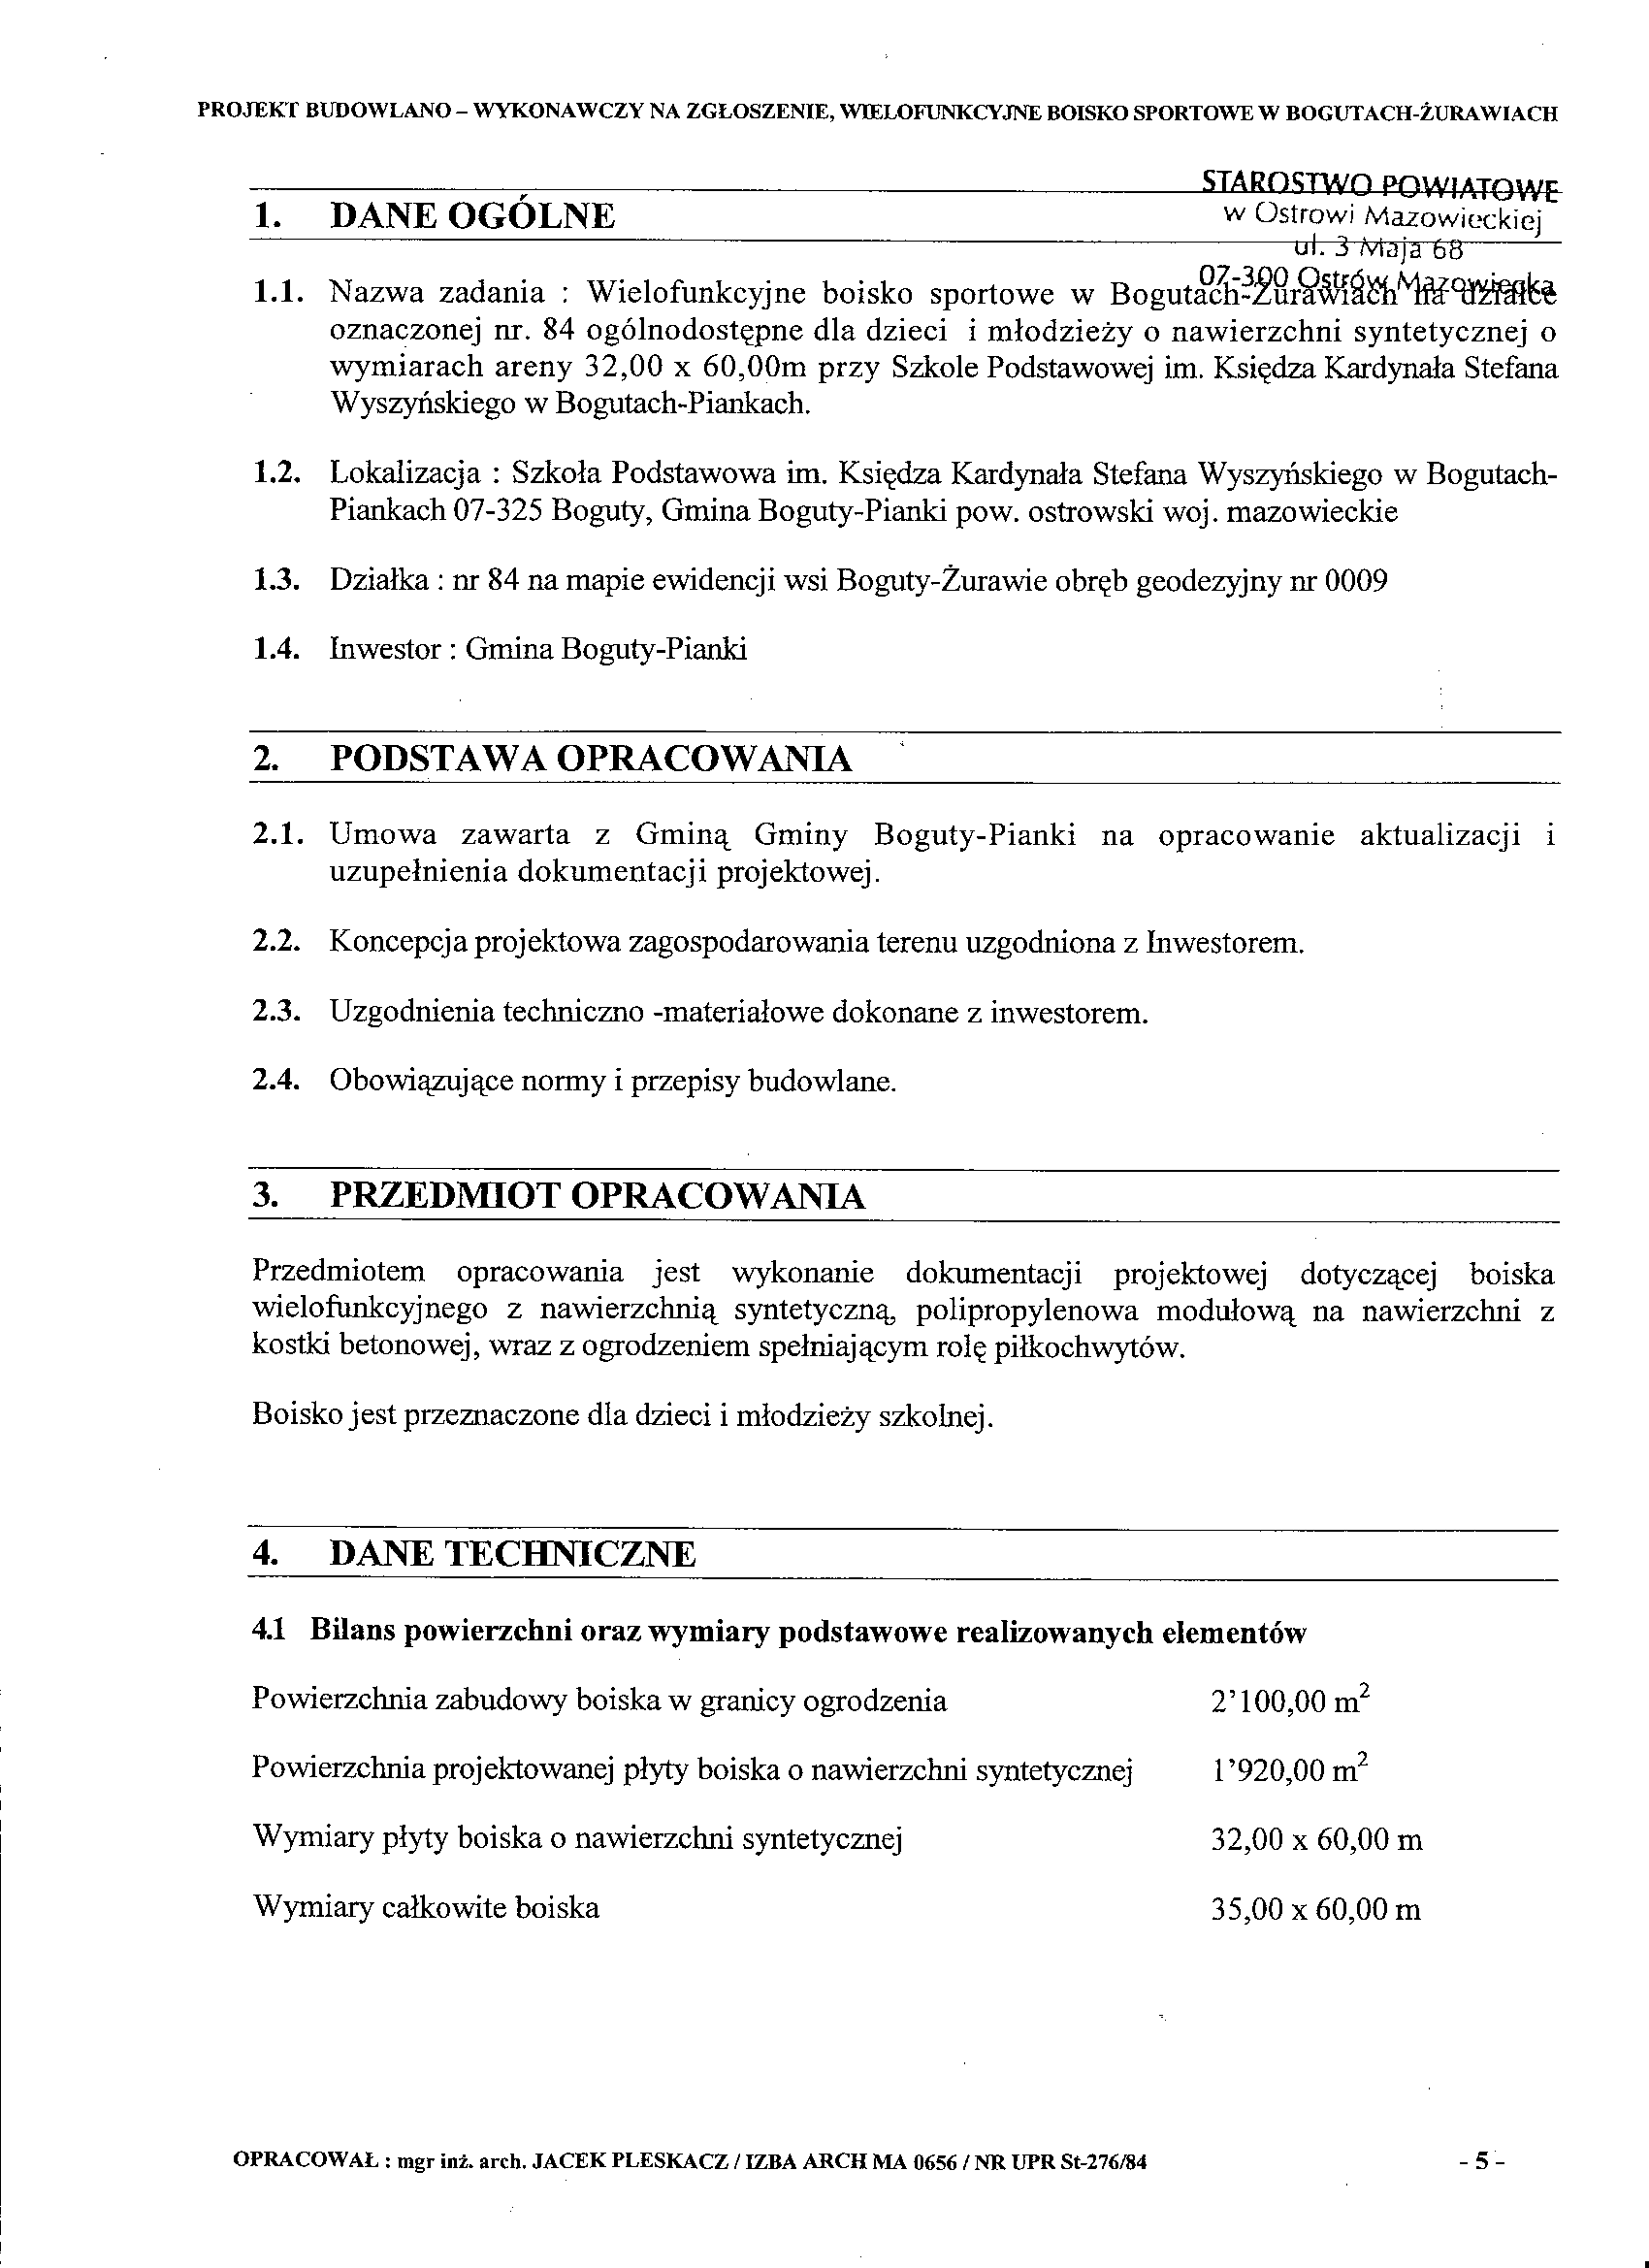 PROJEKT BUDOWLANO – WYKONAWCZY NA ZGŁOSZENIE, WIELOFUNKCYJNE BOISKO SPORTOWE W BOGUTACH-ŻURAWIACH
STAROSTWO POWIATOWE
w Ostrowi Mazowieckiej
ul. 3 Maja 68
07-300 Ostrów Mazowiecka
1. DANE OGÓLNE
1.1. Nazwa zadania : Wielofunkcyjne boisko sportowe w Bogutach-Żurawiach na działce
oznaczonej nr. 84 ogólnodostępne dla dzieci i młodzieży o nawierzchni syntetycznej o
wymiarach areny 32,00 x 60,00m przy Szkole Podstawowej im. Księdza Kardynała Stefana
Wyszyńskiego w Bogutach-Piankach.
1.2. Lokalizacja : Szkoła Podstawowa im. Księdza Kardynała Stefana Wyszyńskiego w Bogutach-
Piankach 07-325 Boguty, Gmina Boguty-Pianki pow. ostrowski woj. mazowieckie
1.3. Działka : nr 84 na mapie ewidencji wsi Boguty-Żurawie obręb geodezyjny nr 0009
1.4. Inwestor : Gmina Boguty-Pianki
2. PODSTAWA OPRACOWANIA
2.1. Umowa zawarta z Gminą Gminy Boguty-Pianki na opracowanie aktualizacji i
uzupełnienia dokumentacji projektowej.
2.2. Koncepcja projektowa zagospodarowania terenu uzgodniona z Inwestorem.
2.3. Uzgodnienia techniczno -materiałowe dokonane z inwestorem.
2.4. Obowiązujące normy i przepisy budowlane.
3. PRZEDMIOT OPRACOWANIA
Przedmiotem opracowania jest wykonanie dokumentacji projektowej dotyczącej boiska
wielofunkcyjnego z nawierzchnią syntetyczną, polipropylenowa modułową na nawierzchni z
kostki betonowej, wraz z ogrodzeniem spełniającym rolę piłkochwytów.
Boisko jest przeznaczone dla dzieci i młodzieży szkolnej.
4. DANE TECHNICZNE
4.1 Bilans powierzchni oraz wymiary podstawowe realizowanych elementów
Powierzchnia zabudowy boiska w granicy ogrodzenia 2’100,00 m²
Powierzchnia projektowanej płyty boiska o nawierzchni syntetycznej 1’920,00 m²
Wymiary płyty boiska o nawierzchni syntetycznej 32,00 x 60,00 m
Wymiary całkowite boiska 35,00 x 60,00 m
OPRACOWAŁ : mgr inż. arch. JACEK PLESKACZ / IZBA ARCH MA 0656 / NR UPR St-276/84 - 5 -